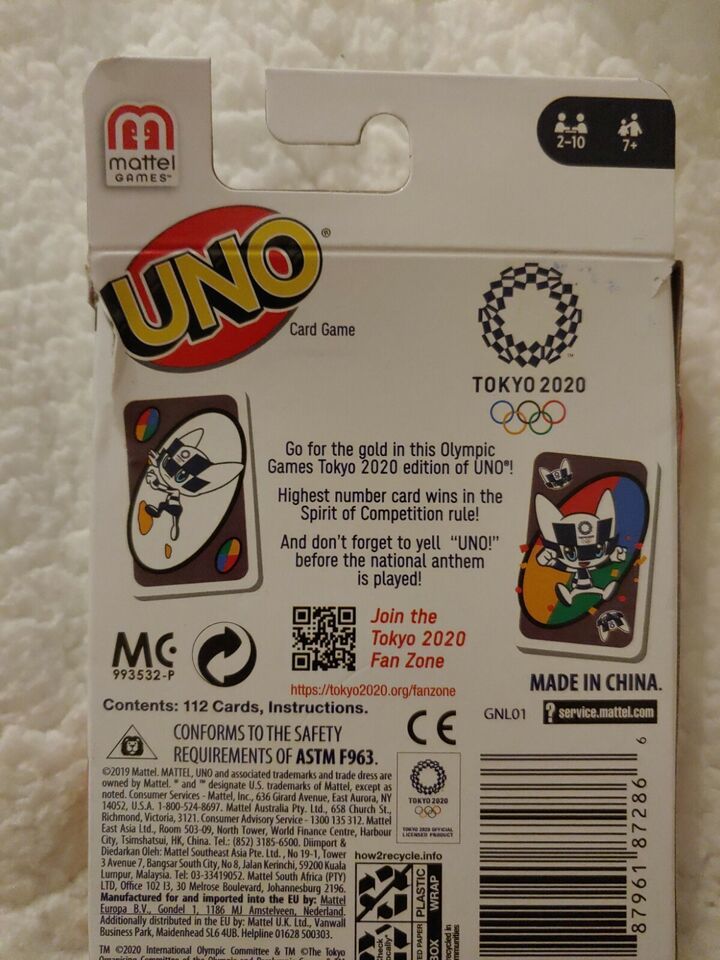 mattel
GAMES™
2-10
7+
UNO®
Card Game
TOKYO 2020
Go for the gold in this Olympic
Games Tokyo 2020 edition of UNO®!
Highest number card wins in the
Spirit of Competition rule!
And don't forget to yell “UNO!”
before the national anthem
is played!
Join the
Tokyo 2020
Fan Zone
https://tokyo2020.org/fanzone
993532-P
MADE IN CHINA.
Contents: 112 Cards, Instructions.
GNL01
? service.mattel.com
CONFORMS TO THE SAFETY
REQUIREMENTS OF ASTM F963.
CE
©2019 Mattel. MATTEL, UNO and associated trademarks and trade dress are
owned by Mattel. ® and ™ designate U.S. trademarks of Mattel, except as
noted. Consumer Services - Mattel, Inc., 636 Girard Avenue, East Aurora, NY
14052, U.S.A. 1-800-524-8697. Mattel Australia Pty. Ltd., 658 Church St.,
Richmond, Victoria, 3121. Consumer Advisory Service - 1300 135 312. Mattel
East Asia Ltd., Room 503-09, North Tower, World Finance Centre, Harbour
City, Tsimshatsui, HK, China. Tel.: (852) 3185-6500. Diimport &
Diedarkan Oleh: Mattel Southeast Asia Pte. Ltd., No 19-1, Tower
3 Avenue 7, Bangsar South City, No 8, Jalan Kerinchi, 59200 Kuala
Lumpur, Malaysia. Tel: 03-33419052. Mattel South Africa (PTY)
LTD, Office 102 I3, 30 Melrose Boulevard, Johannesburg 2196.
Manufactured for and imported into the EU by: Mattel
Europa B.V., Gondel 1, 1186 MJ Amstelveen, Nederland.
Additionally distributed in the EU by: Mattel U.K. Ltd., Vanwall
Business Park, Maidenhead SL6 4UB. Helpline 01628 500303.
TM ©2020 International Olympic Committee & TM ©The Tokyo
TOKYO 2020
TOKYO 2020 OFFICIAL
LICENSED PRODUCT
how2recycle.info
PLASTIC
WRAP
PAPER
BOX
87961 87286
6